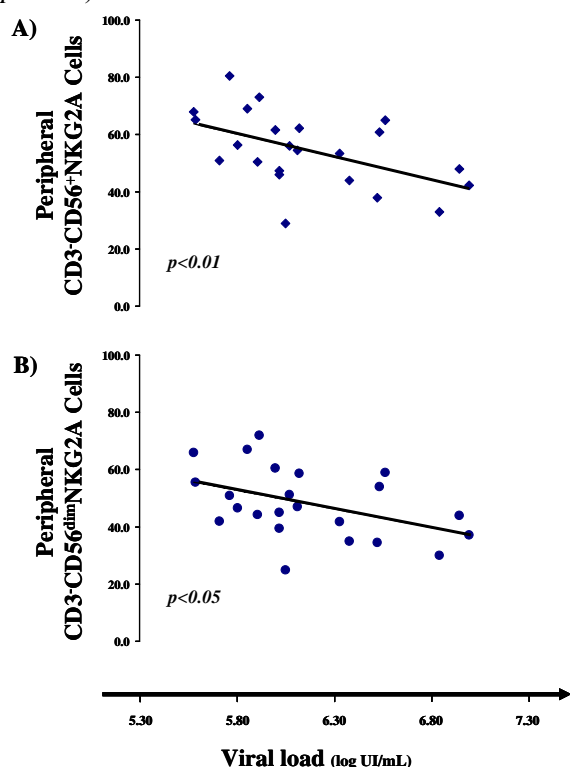 A)
Peripheral
CD3-CD56+NKG2A Cells
100.0
80.0
60.0
40.0
20.0
0.0
p<0.01
B)
Peripheral
CD3-CD56dimNKG2A Cells
100.0
80.0
60.0
40.0
20.0
0.0
p<0.05
5.30 5.80 6.30 6.80 7.30
Viral load (log UI/mL)